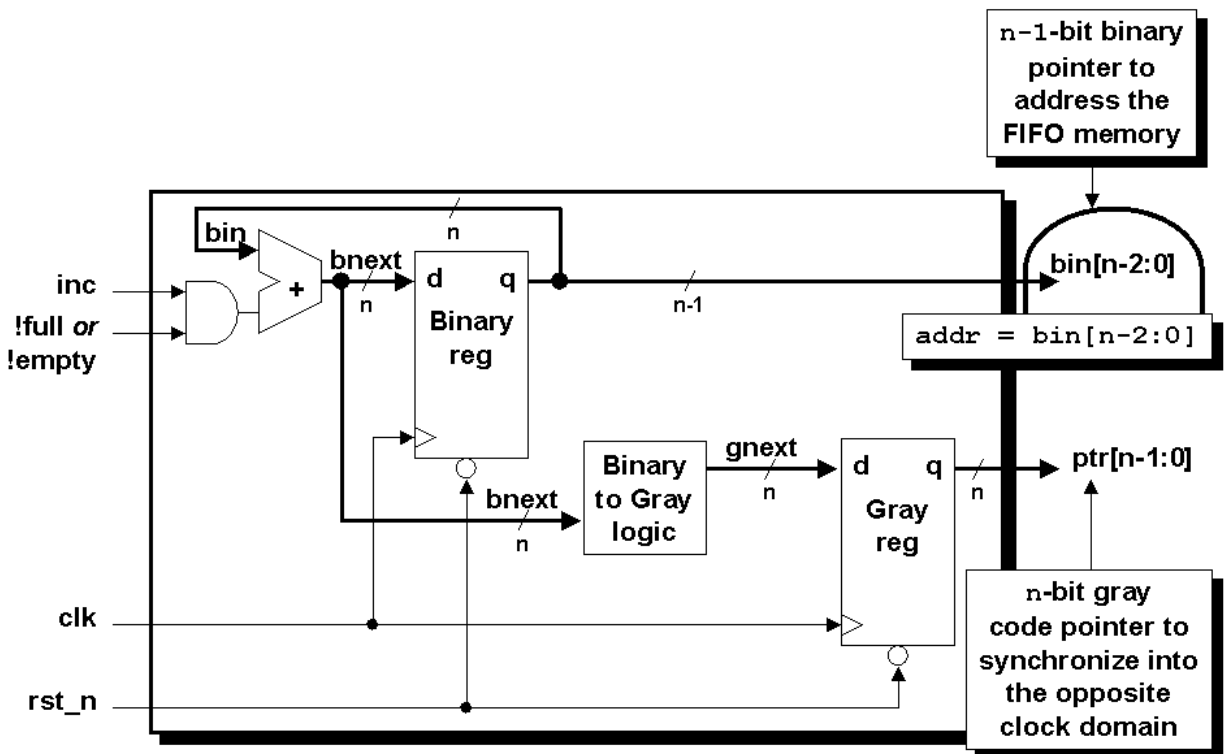 n-1-bit binary
pointer to
address the
FIFO memory
n
bin
bnext
n
d q
Binary
reg
+
n-1
bin[n-2:0]
addr = bin[n-2:0]
inc
!full or
!empty
bnext
n
Binary
to Gray
logic
gnext
n
d q
Gray
reg
n
ptr[n-1:0]
clk
rst_n
n-bit gray
code pointer to
synchronize into
the opposite
clock domain